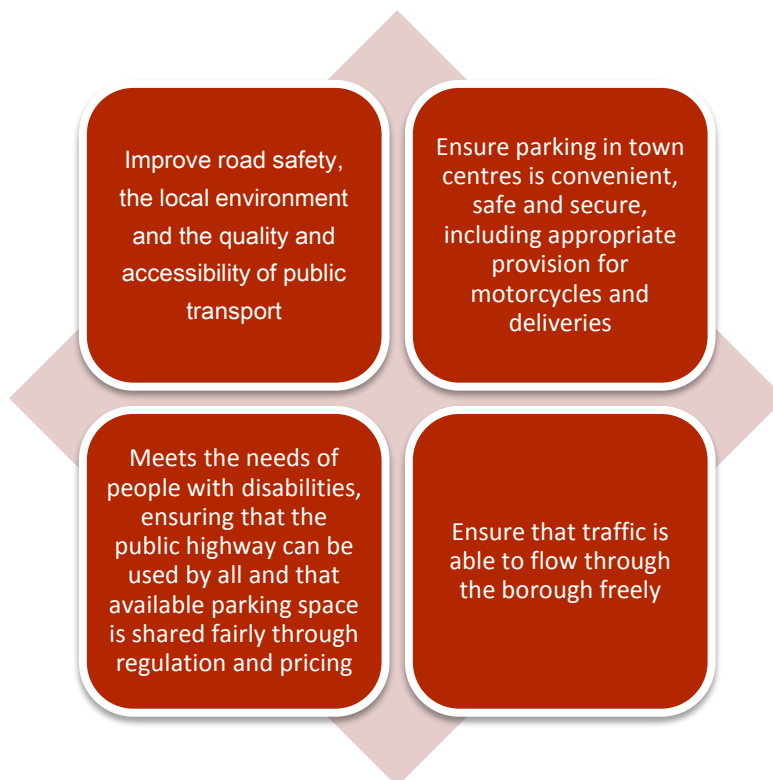 Improve road safety,
the local environment
and the quality and
accessibility of public
transport
Ensure parking in town
centres is convenient,
safe and secure,
including appropriate
provision for
motorcycles and
deliveries
Meets the needs of
people with disabilities,
ensuring that the
public highway can be
used by all and that
available parking space
is shared fairly through
regulation and pricing
Ensure that traffic is
able to flow through
the borough freely